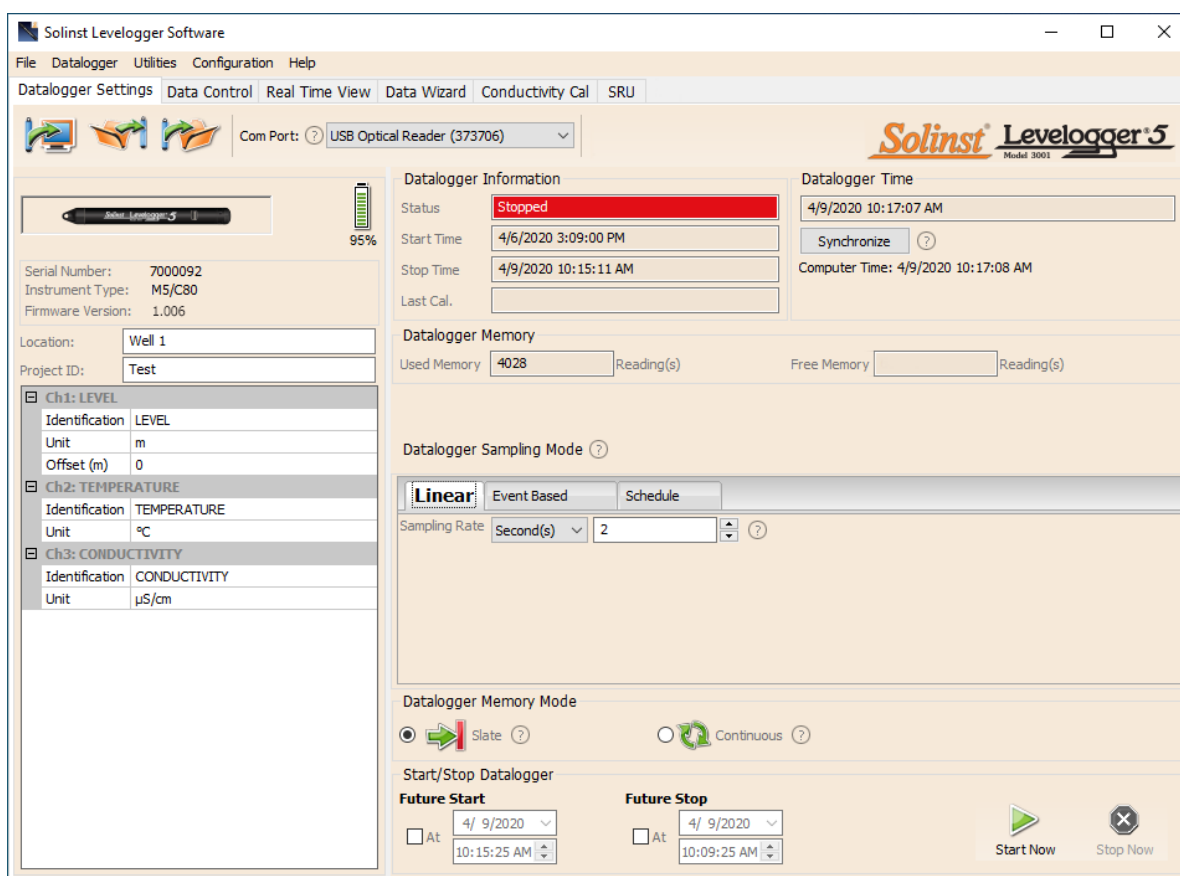 Solinst Levelogger Software
File Datalogger Utilities Configuration Help
Datalogger Settings Data Control Real Time View Data Wizard Conductivity Cal SRU
Com Port: ? USB Optical Reader (373706)
Solinst Levelogger 5
Model 3001
Solinst Levelogger 5
95%
Serial Number: 7000092
Instrument Type: M5/C80
Firmware Version: 1.006
Location: Well 1
Project ID: Test
Ch1: LEVEL
Identification LEVEL
Unit m
Offset (m) 0
Ch2: TEMPERATURE
Identification TEMPERATURE
Unit ºC
Ch3: CONDUCTIVITY
Identification CONDUCTIVITY
Unit µS/cm
Datalogger Information
Status Stopped
Start Time 4/6/2020 3:09:00 PM
Stop Time 4/9/2020 10:15:11 AM
Last Cal.
Datalogger Time
4/9/2020 10:17:07 AM
Synchronize ?
Computer Time: 4/9/2020 10:17:08 AM
Datalogger Memory
Used Memory 4028 Reading(s) Free Memory Reading(s)
Datalogger Sampling Mode ?
Linear Event Based Schedule
Sampling Rate Second(s) 2 ?
Datalogger Memory Mode
Slate ? Continuous ?
Start/Stop Datalogger
Future Start Future Stop
At 4/ 9/2020 At 4/ 9/2020
10:15:25 AM 10:09:25 AM
Start Now Stop Now